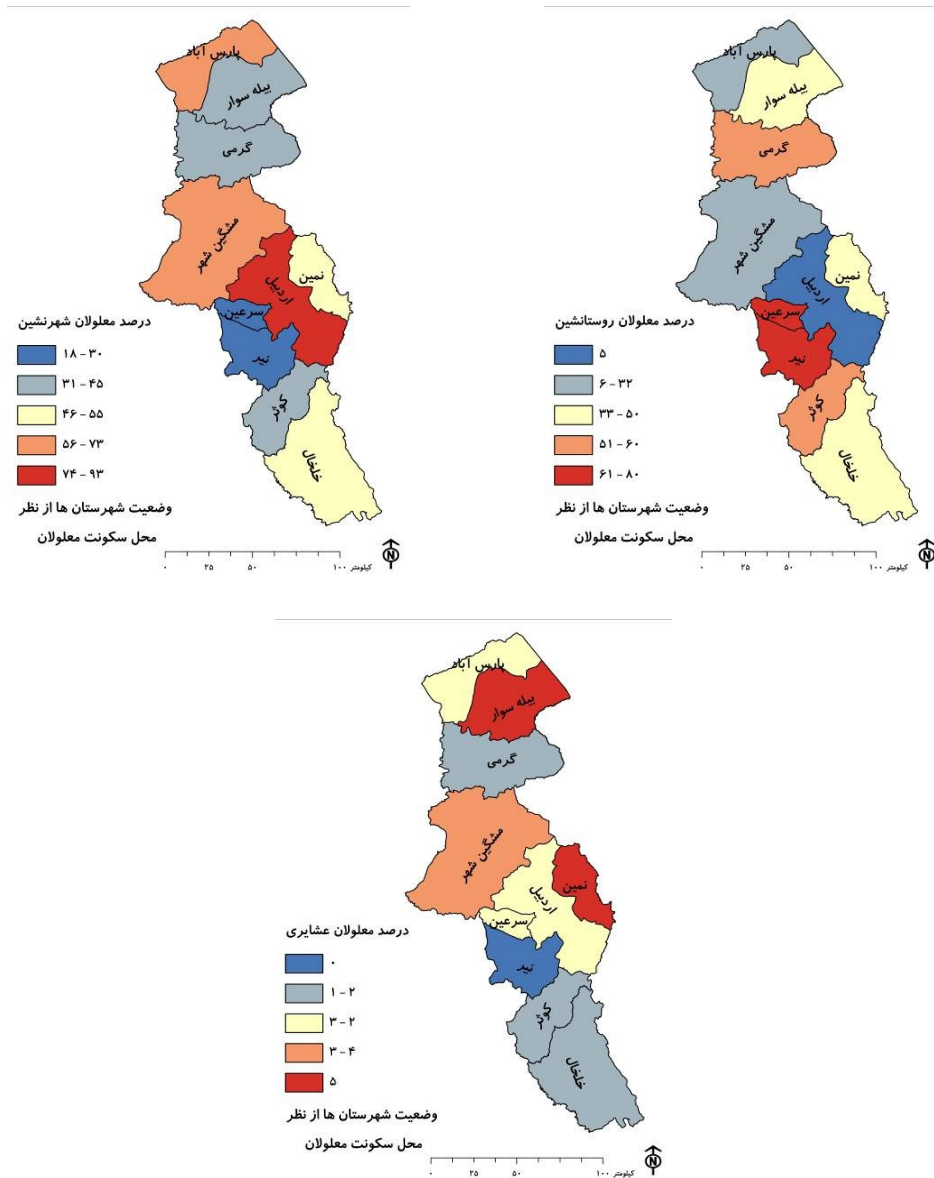 پارس آباد
بیله سوار
گرمی
مشگین شهر
نمین
اردبیل
سرعین
نیر
کوثر
خلخال
درصد معلولان شهرنشین
۱۸ - ۳۰
۳۱ - ۴۵
۴۶ - ۵۵
۵۶ - ۷۳
۷۴ - ۹۳
وضعیت شهرستان ها از نظر
محل سکونت معلولان
۰ ۲۵ ۵۰ ۱۰۰ کیلومتر
N
پارس آباد
بیله سوار
گرمی
مشگین شهر
نمین
اردبیل
سرعین
نیر
کوثر
خلخال
درصد معلولان روستانشین
۵
۶ - ۳۲
۳۳ - ۵۰
۵۱ - ۶۰
۶۱ - ۸۰
وضعیت شهرستان ها از نظر
محل سکونت معلولان
۰ ۲۵ ۵۰ ۱۰۰ کیلومتر
N
پارس آباد
بیله سوار
گرمی
مشگین شهر
نمین
اردبیل
سرعین
نیر
کوثر
خلخال
درصد معلولان عشایری
۰
۱ - ۲
۳ - ۲
۳ - ۴
۵
وضعیت شهرستان ها از نظر
محل سکونت معلولان
۰ ۲۵ ۵۰ ۱۰۰ کیلومتر
N